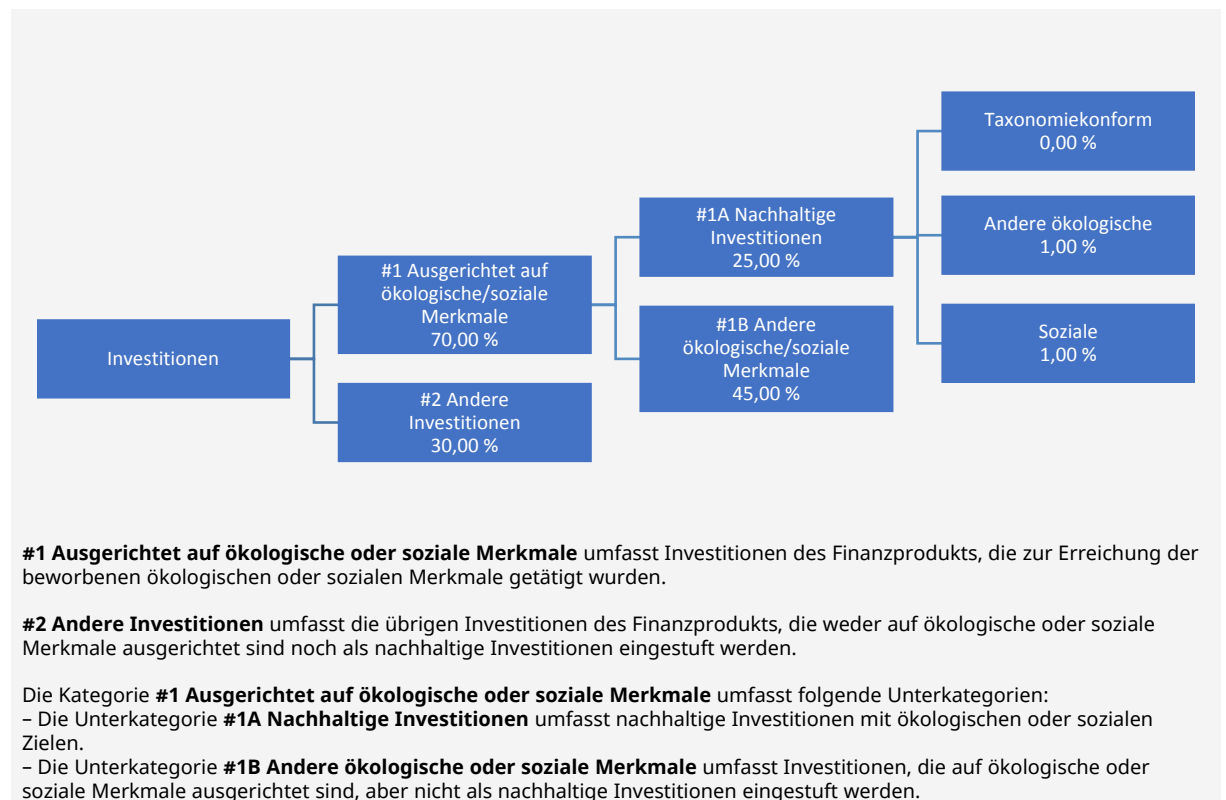 Investitionen
#1 Ausgerichtet auf
ökologische/soziale
Merkmale
70,00 %
#2 Andere
Investitionen
30,00 %
#1A Nachhaltige
Investitionen
25,00 %
#1B Andere
ökologische/soziale
Merkmale
45,00 %
Taxonomiekonform
0,00 %
Andere ökologische
1,00 %
Soziale
1,00 %
#1 Ausgerichtet auf ökologische oder soziale Merkmale umfasst Investitionen des Finanzprodukts, die zur Erreichung der
beworbenen ökologischen oder sozialen Merkmale getätigt wurden.
#2 Andere Investitionen umfasst die übrigen Investitionen des Finanzprodukts, die weder auf ökologische oder soziale
Merkmale ausgerichtet sind noch als nachhaltige Investitionen eingestuft werden.
Die Kategorie #1 Ausgerichtet auf ökologische oder soziale Merkmale umfasst folgende Unterkategorien:
– Die Unterkategorie #1A Nachhaltige Investitionen umfasst nachhaltige Investitionen mit ökologischen oder sozialen
Zielen.
– Die Unterkategorie #1B Andere ökologische oder soziale Merkmale umfasst Investitionen, die auf ökologische oder
soziale Merkmale ausgerichtet sind, aber nicht als nachhaltige Investitionen eingestuft werden.